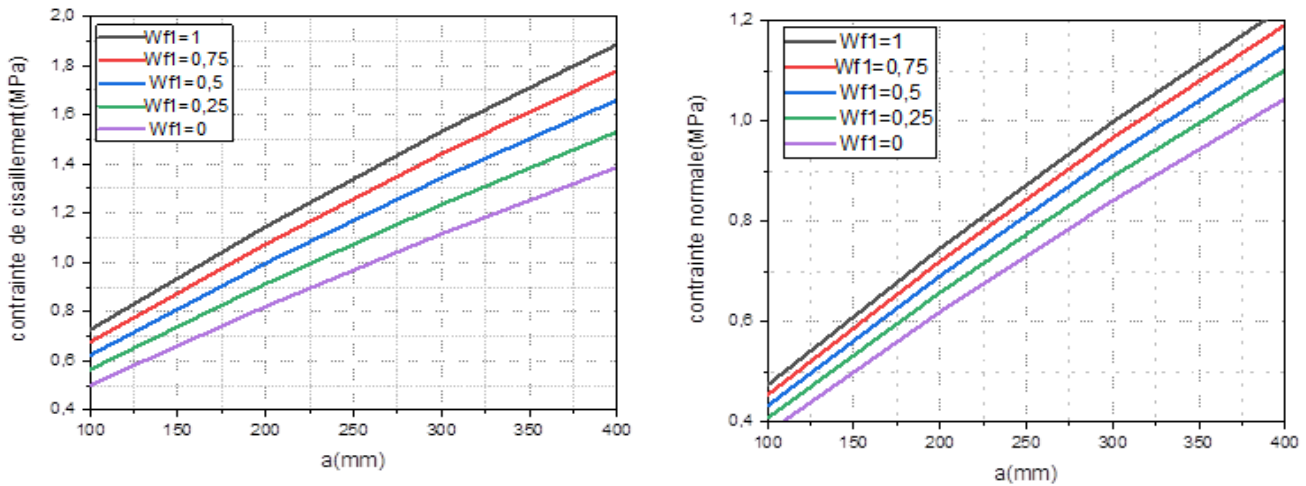 contrainte de cisaillement(MPa)
2,0
1,8
1,6
1,4
1,2
1,0
0,8
0,6
0,4
Wf1=1
Wf1=0,75
Wf1=0,5
Wf1=0,25
Wf1=0
100 150 200 250 300 350 400
a(mm)
contrainte normale(MPa)
1,2
1,0
0,8
0,6
0,4
Wf1=1
Wf1=0,75
Wf1=0,5
Wf1=0,25
Wf1=0
100 150 200 250 300 350 400
a(mm)